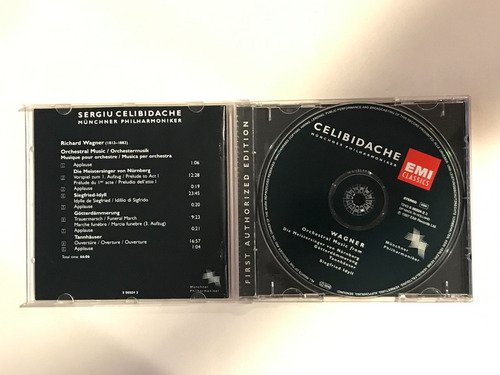 SERGIU CELIBIDACHE
MÜNCHNER PHILHARMONIKER
Richard Wagner (1813–1883)
Orchestral Music / Orchestermusik
Musique pour orchestre / Musica per orchestra
Applause 1:06
Die Meistersinger von Nürnberg
Vorspiel zum 1. Aufzug / Prelude to Act I 12:28
Prélude du 1er acte / Preludio dell'atto I
Applause 0:19
Siegfried-Idyll 23:45
Idylle de Siegfried / Idillio di Sigfrido
Applause 0:20
Götterdämmerung
Trauermarsch / Funeral March 9:23
Marche funèbre / Marcia funebre (3. Aufzug)
Applause 0:21
Tannhäuser
Ouvertüre / Overture / Ouverture 16:57
Applause 1:04
Total time: 66:06
Münchner
Philharmoniker
FIRST AUTHORIZED EDITION
CELIBIDACHE
MÜNCHNER PHILHARMONIKER
EMI
CLASSICS
STEREO
WAGNER
Orchestral Music from
Die Meistersinger von Nürnberg
Götterdämmerung
Tannhäuser
Siegfried Idyll
Münchner
Philharmoniker